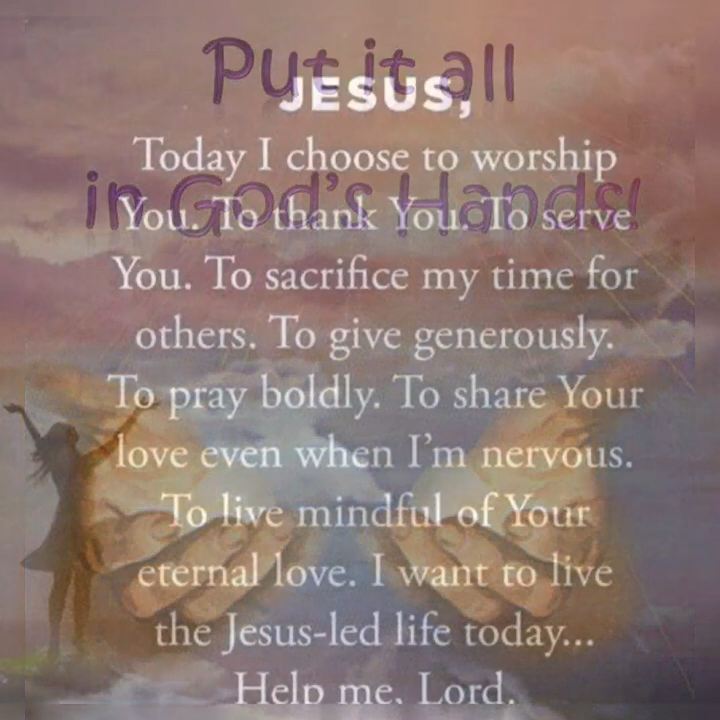 Put it all
JESUS,
Today I choose to worship
in God's Hands!
You. To thank You. To serve
You. To sacrifice my time for
others. To give generously.
To pray boldly. To share Your
love even when I'm nervous.
To live mindful of Your
eternal love. I want to live
the Jesus-led life today...
Help me, Lord.